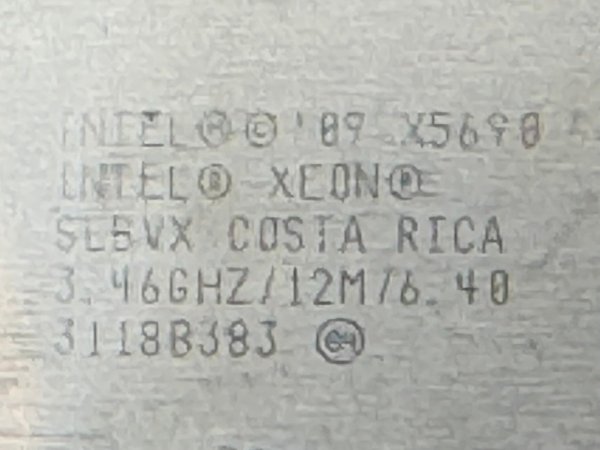 INTEL Ⓜ © '09 X5690
INTEL® XEON®
SLBVX COSTA RICA
3.46GHZ/12M/6.40
3118B383 e4